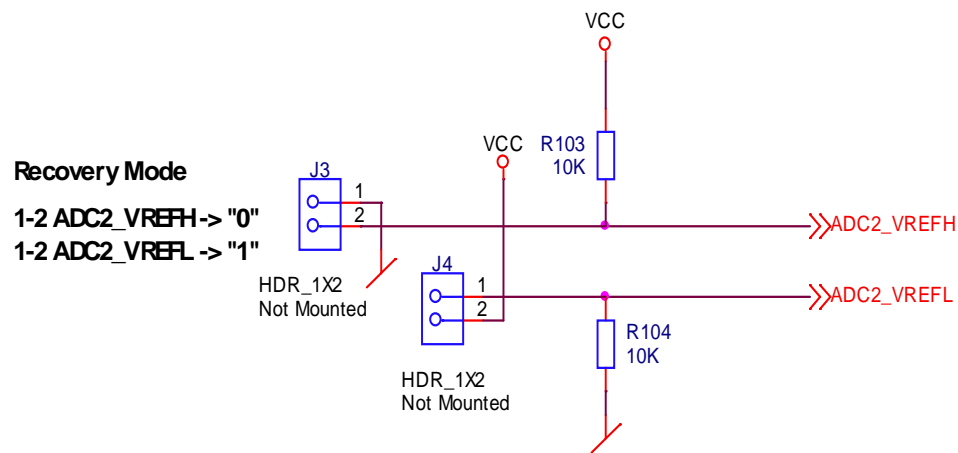 VCC
VCC
R103
10K
Recovery Mode
J3
1
1-2 ADC2_VREFH -> "0"
2
ADC2_VREFH
1-2 ADC2_VREFL -> "1"
J4
HDR_1X2
Not Mounted
1
ADC2_VREFL
2
R104
10K
HDR_1X2
Not Mounted